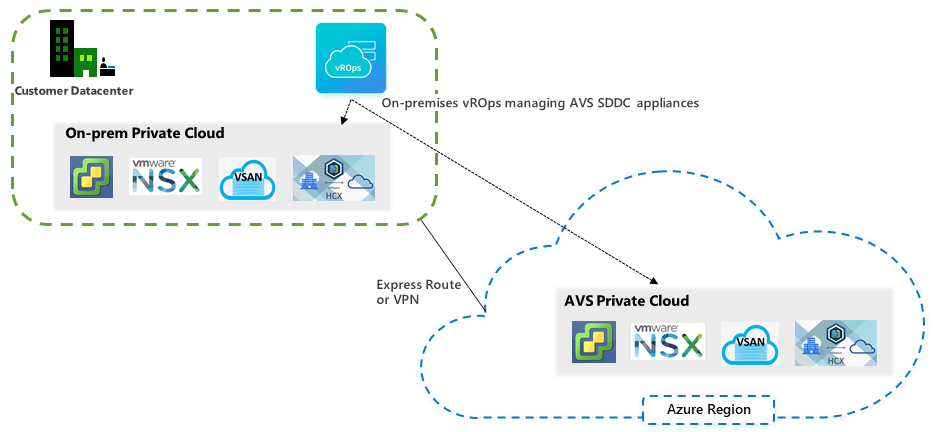 vROps
Customer Datacenter
On-premises vROps managing AVS SDDC appliances
On-prem Private Cloud
vmware
NSX
VSAN
HCX
Express Route
or VPN
AVS Private Cloud
vmware
NSX
VSAN
HCX
Azure Region